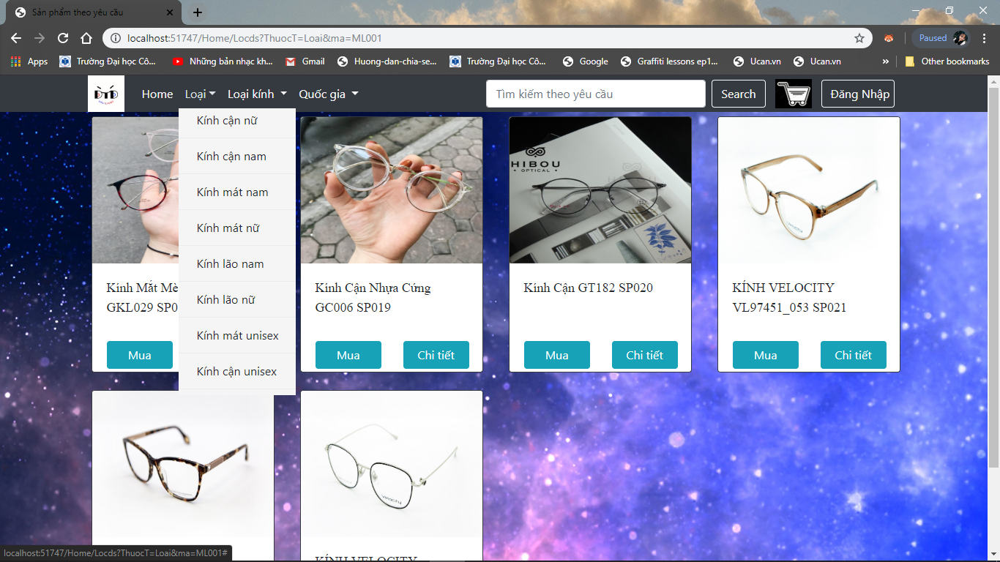 Sản phẩm theo yêu cầu
localhost:51747/Home/Locds?ThuocT=Loai&ma=ML001
Paused
Apps
Trường Đại học Cô...
Những bản nhạc kh...
Gmail
Huong-dan-chia-se...
Trường Đại học Cô...
Google
Graffiti lessons ep1...
Ucan.vn
Ucan.vn
»
Other bookmarks
Home
Loại
Loại kính
Quốc gia
Tìm kiếm theo yêu cầu
Search
Đăng Nhập
Kính cận nữ
Kính cận nam
Kính mát nam
Kính mát nữ
Kính lão nam
Kính lão nữ
Kính mát unisex
Kính cận unisex
HIBOU
• OPTICAL •
Kính Mắt Mè
GKL029 SP0
Mua
Kính Cận Nhựa Cứng
GC006 SP019
Mua
Chi tiết
Kính Cận GT182 SP020
Mua
Chi tiết
KÍNH VELOCITY
VL97451_053 SP021
Mua
Chi tiết
Velocity
KÍNH VELOCITY
localhost:51747/Home/Locds?ThuocT=Loai&ma=ML001#